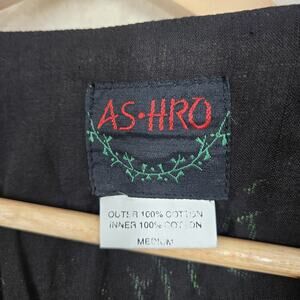 AS·HRO
OUTER 100% COTTON
INNER 100% COTTON
MEDIUM